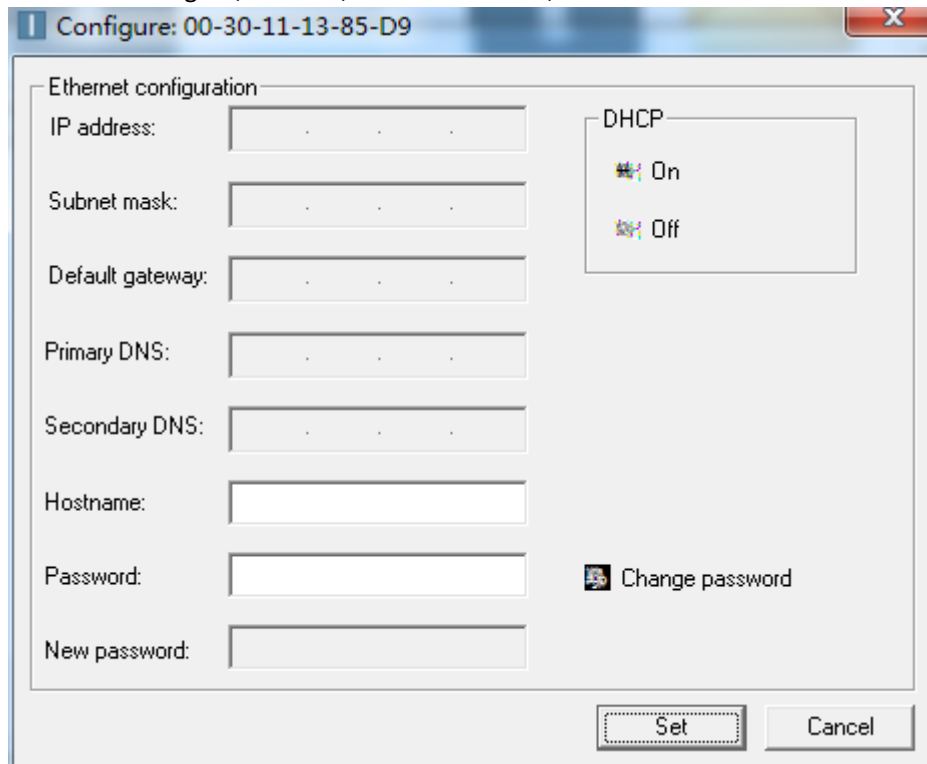 Configure: 00-30-11-13-85-D9
Ethernet configuration
IP address: . . .
DHCP
On
Subnet mask: . . .
Off
Default gateway: . . .
Primary DNS: . . .
Secondary DNS: . . .
Hostname:
Password:
Change password
New password:
Set Cancel